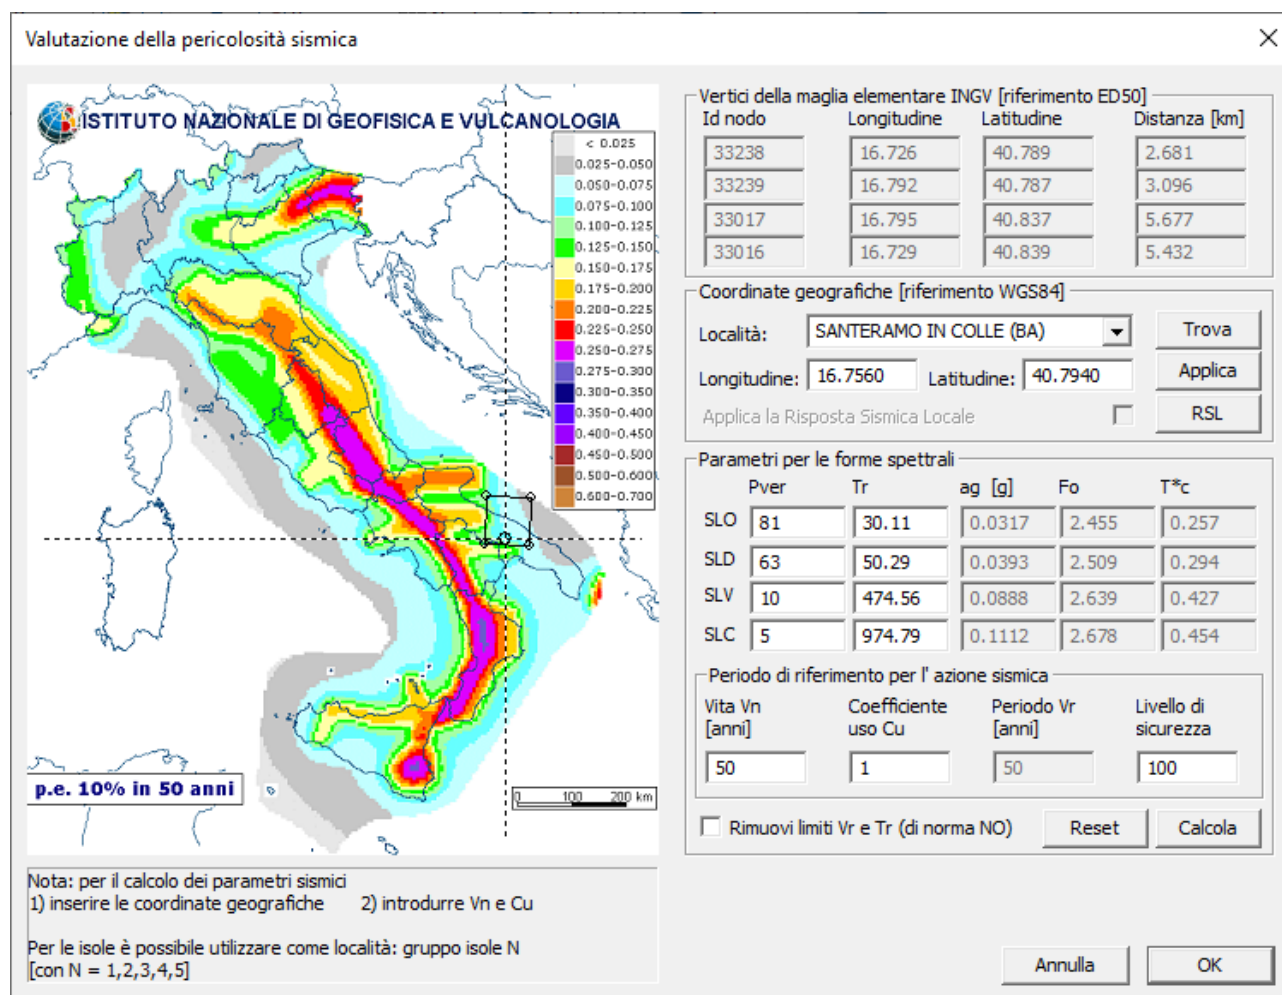 Valutazione della pericolosità sismica
ISTITUTO NAZIONALE DI GEOFISICA E VULCANOLOGIA
< 0.025
0.025-0.050
0.050-0.075
0.075-0.100
0.100-0.125
0.125-0.150
0.150-0.175
0.175-0.200
0.200-0.225
0.225-0.250
0.250-0.275
0.275-0.300
0.300-0.350
0.350-0.400
0.400-0.450
0.450-0.500
0.500-0.600
0.600-0.700
p.e. 10% in 50 anni
0 100 200 km
Nota: per il calcolo dei parametri sismici
1) inserire le coordinate geografiche 2) introdurre Vn e Cu
Per le isole è possibile utilizzare come località: gruppo isole N
[con N = 1,2,3,4,5]
Vertici della maglia elementare INGV [riferimento ED50]
Id nodo Longitudine Latitudine Distanza [km]
33238 16.726 40.789 2.681
33239 16.792 40.787 3.096
33017 16.795 40.837 5.677
33016 16.729 40.839 5.432
Coordinate geografiche [riferimento WGS84]
Località: SANTERAMO IN COLLE (BA) Trova
Longitudine: 16.7560 Latitudine: 40.7940 Applica
Applica la Risposta Sismica Locale RSL
Parametri per le forme spettrali
Pver Tr ag [g] Fo T*c
SLO 81 30.11 0.0317 2.455 0.257
SLD 63 50.29 0.0393 2.509 0.294
SLV 10 474.56 0.0888 2.639 0.427
SLC 5 974.79 0.1112 2.678 0.454
Periodo di riferimento per l' azione sismica
Vita Vn Coefficiente Periodo Vr Livello di
[anni] uso Cu [anni] sicurezza
50 1 50 100
Rimuovi limiti Vr e Tr (di norma NO) Reset Calcola
Annulla OK